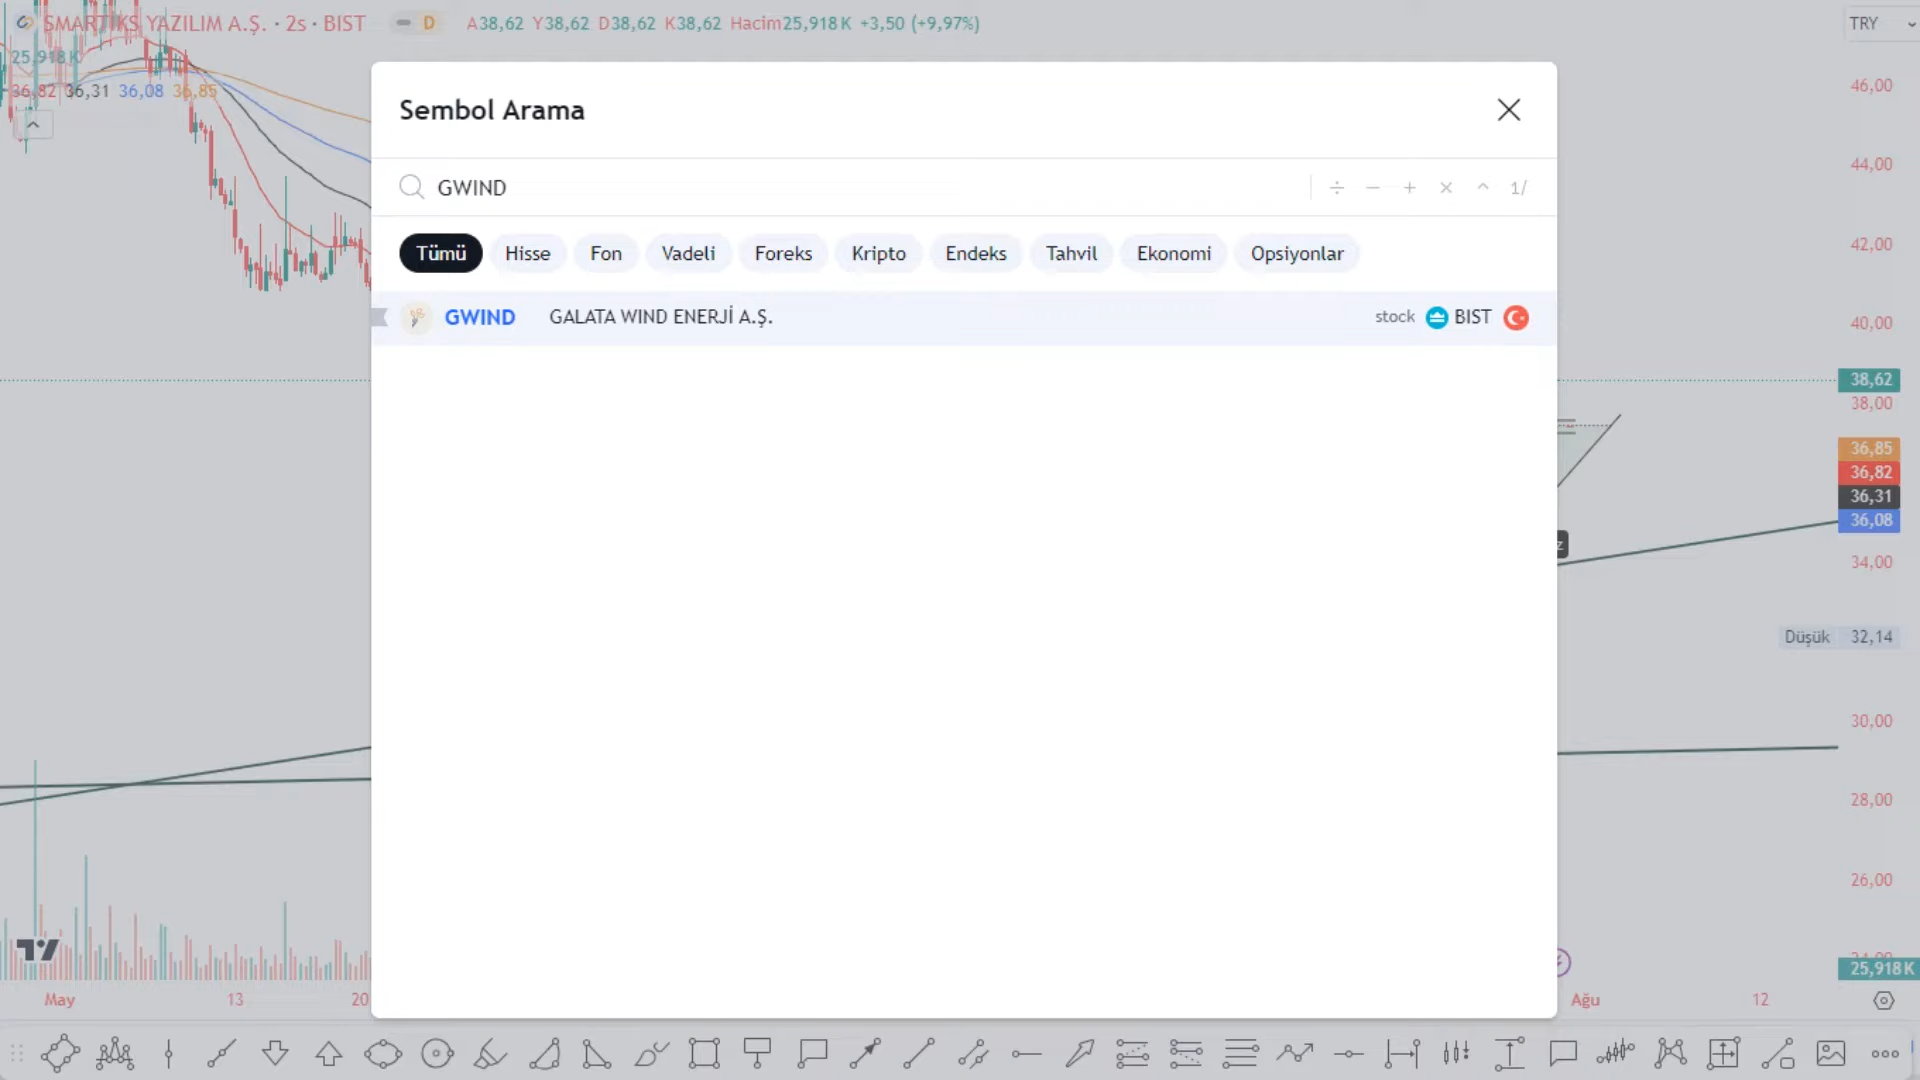 SMARTİKS YAZILIM A.Ş. · 2s · BIST
D
A38,62 Y38,62 D38,62 K38,62 Hacim25,918 K +3,50 (+9,97%)
TRY
25,918 K
36,82 36,31 36,08 36,85
Sembol Arama
GWIND
1/
Tümü
Hisse
Fon
Vadeli
Foreks
Kripto
Endeks
Tahvil
Ekonomi
Opsiyonlar
GWIND GALATA WIND ENERJİ A.Ş. stock BIST
46,00
44,00
42,00
40,00
38,62
38,00
36,85
36,82
36,31
36,08
z
34,00
Düşük 32,14
30,00
28,00
26,00
25,918 K
May 13 20 Ağu 12